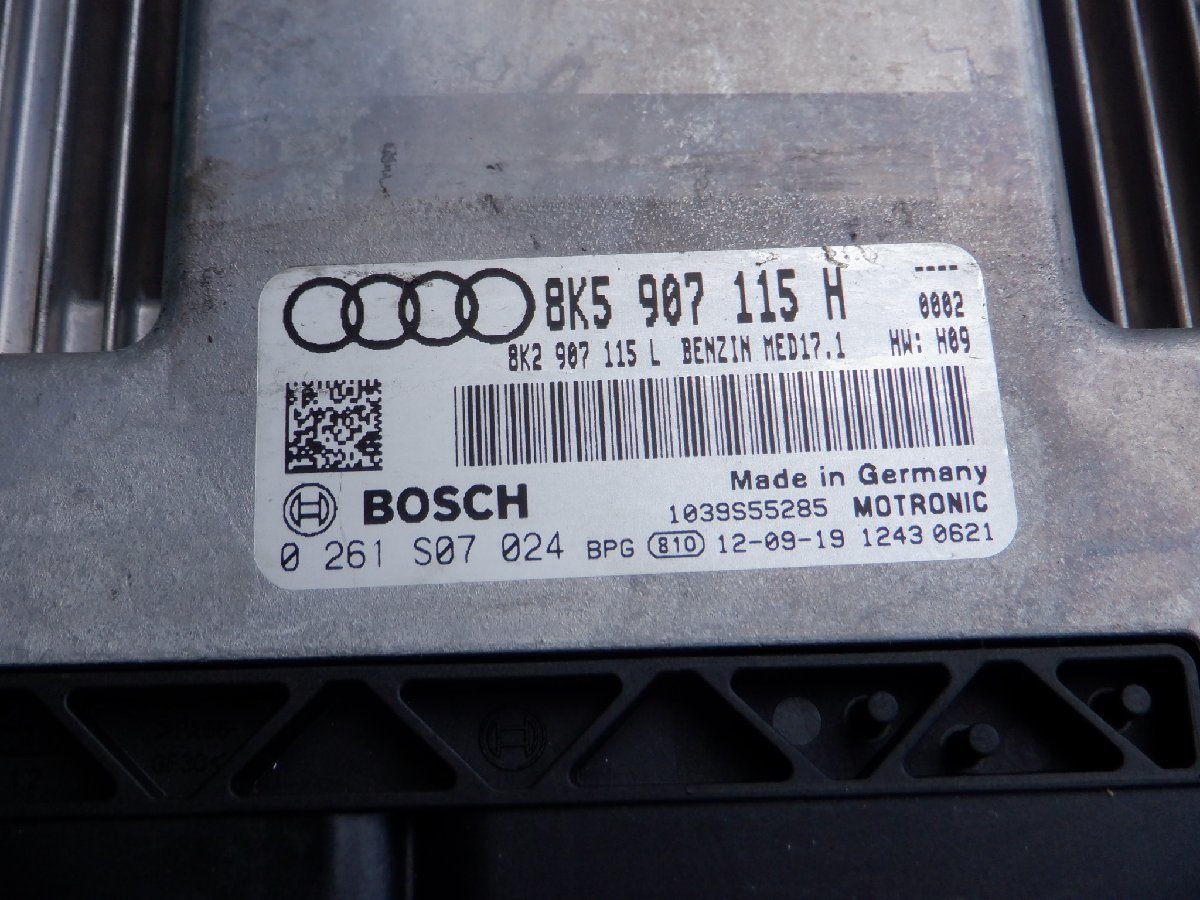 8K5 907 115 H ----
0002
8K2 907 115 L BENZIN MED17.1 HW: H09
Made in Germany
BOSCH 1039S55285 MOTRONIC
0 261 S07 024 BPG 810 12-09-19 1243 0621